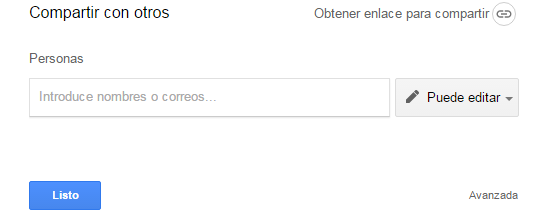 Compartir con otros
Obtener enlace para compartir
Personas
Introduce nombres o correos...
Puede editar
Listo
Avanzada